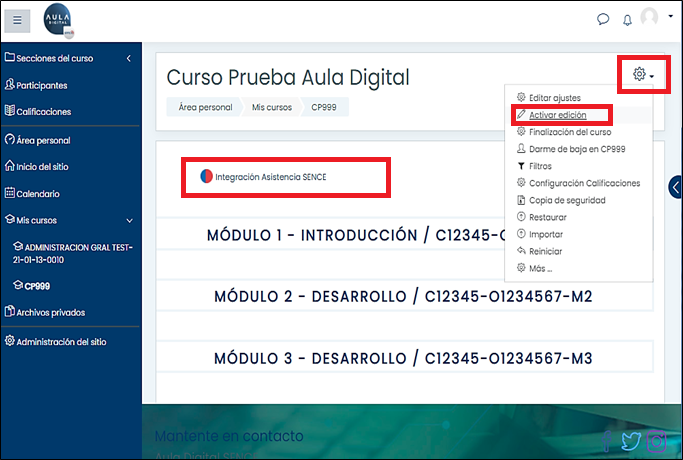 AULA
DIGITAL
Secciones del curso
Participantes
Calificaciones
Área personal
Inicio del sitio
Calendario
Mis cursos
ADMINISTRACION GRAL TEST-
21-01-13-0010
CP999
Archivos privados
Administración del sitio
Curso Prueba Aula Digital
Área personal
Mis cursos
CP999
Editar ajustes
Activar edición
Finalización del curso
Darme de baja en CP999
Filtros
Configuración Calificaciones
Copia de seguridad
Restaurar
Importar
Reiniciar
Más ...
Integración Asistencia SENCE
MÓDULO 1 - INTRODUCCIÓN / C12345-O
MÓDULO 2 - DESARROLLO / C12345-O1234567-M2
MÓDULO 3 - DESARROLLO / C12345-O1234567-M3
Mantente en contacto
Aula Digital SENCE